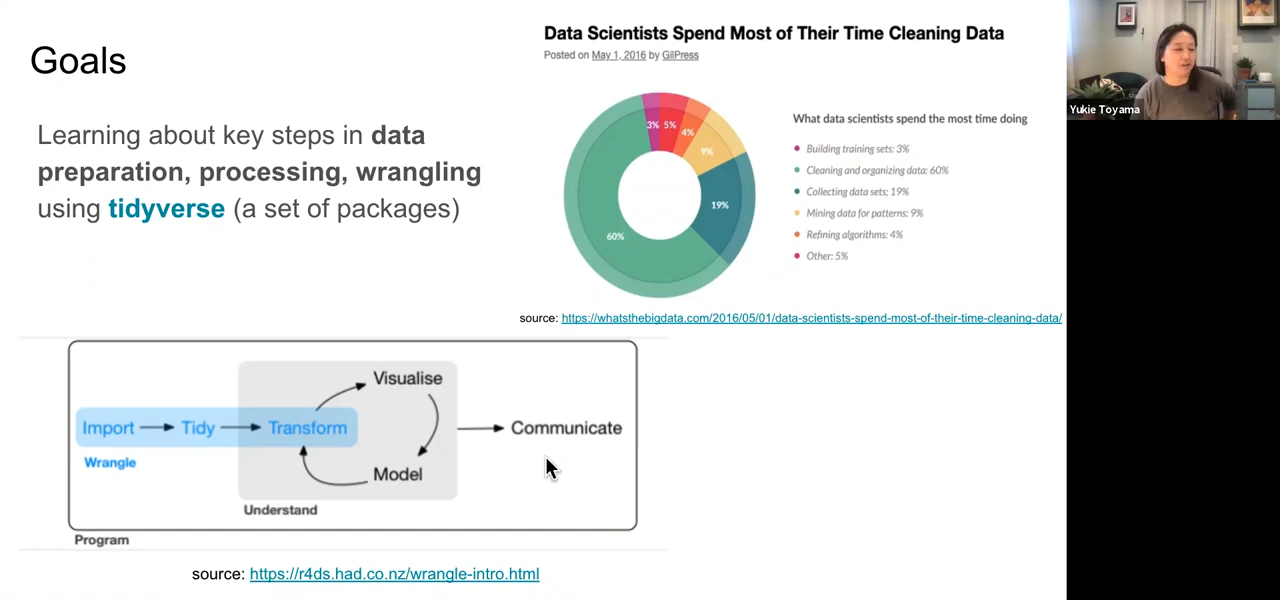 Goals
Learning about key steps in data
preparation, processing, wrangling
using tidyverse (a set of packages)
Data Scientists Spend Most of Their Time Cleaning Data
Posted on May 1, 2016 by GilPress
3%
5%
4%
9%
19%
60%
What data scientists spend the most time doing
Building training sets: 3%
Cleaning and organizing data: 60%
Collecting data sets; 19%
Mining data for patterns: 9%
Refining algorithms: 4%
Other: 5%
source: https://whatsthebigdata.com/2016/05/01/data-scientists-spend-most-of-their-time-cleaning-data/
Yukie Toyama
Visualise
Import
Tidy
Transform
Communicate
Wrangle
Model
Understand
Program
source: https://r4ds.had.co.nz/wrangle-intro.html